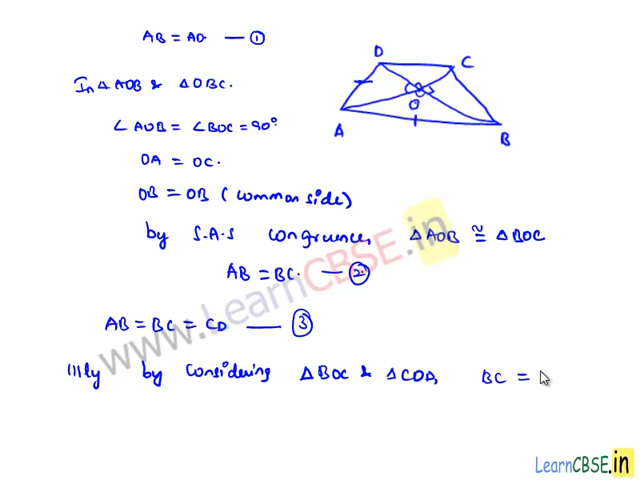 AB = AD — ①
D
C
In Δ AOB & Δ OBC.
O
∠ AOB = ∠ BOC = 90°
A
B
OA = OC.
OB = OB (common side)
by S.A.S congruence, Δ AOB ≅ Δ BOC
AB = BC. — ②
www.LearnCBSE.in
AB = BC = CD — ③
lllly by considering Δ BOC & Δ COD, BC =
LearnCBSE.in